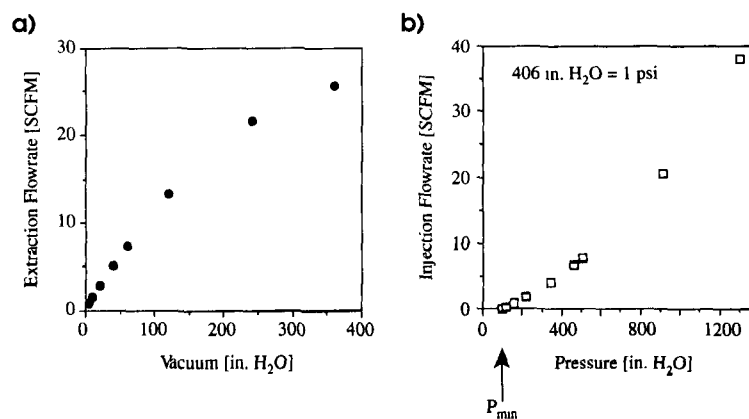 a)
30
20
10
0
Extraction Flowrate [SCFM]
0
100
200
300
400
Vacuum [in. H2O]
b)
40
30
20
10
0
Injection Flowrate [SCFM]
406 in. H2O = 1 psi
0
400
800
1200
Pressure [in. H2O]
Pmin